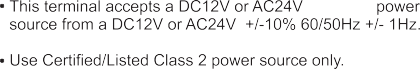 • This terminal accepts a DC12V or AC24V power
source from a DC12V or AC24V +/-10% 60/50Hz +/- 1Hz.
• Use Certified/Listed Class 2 power source only.